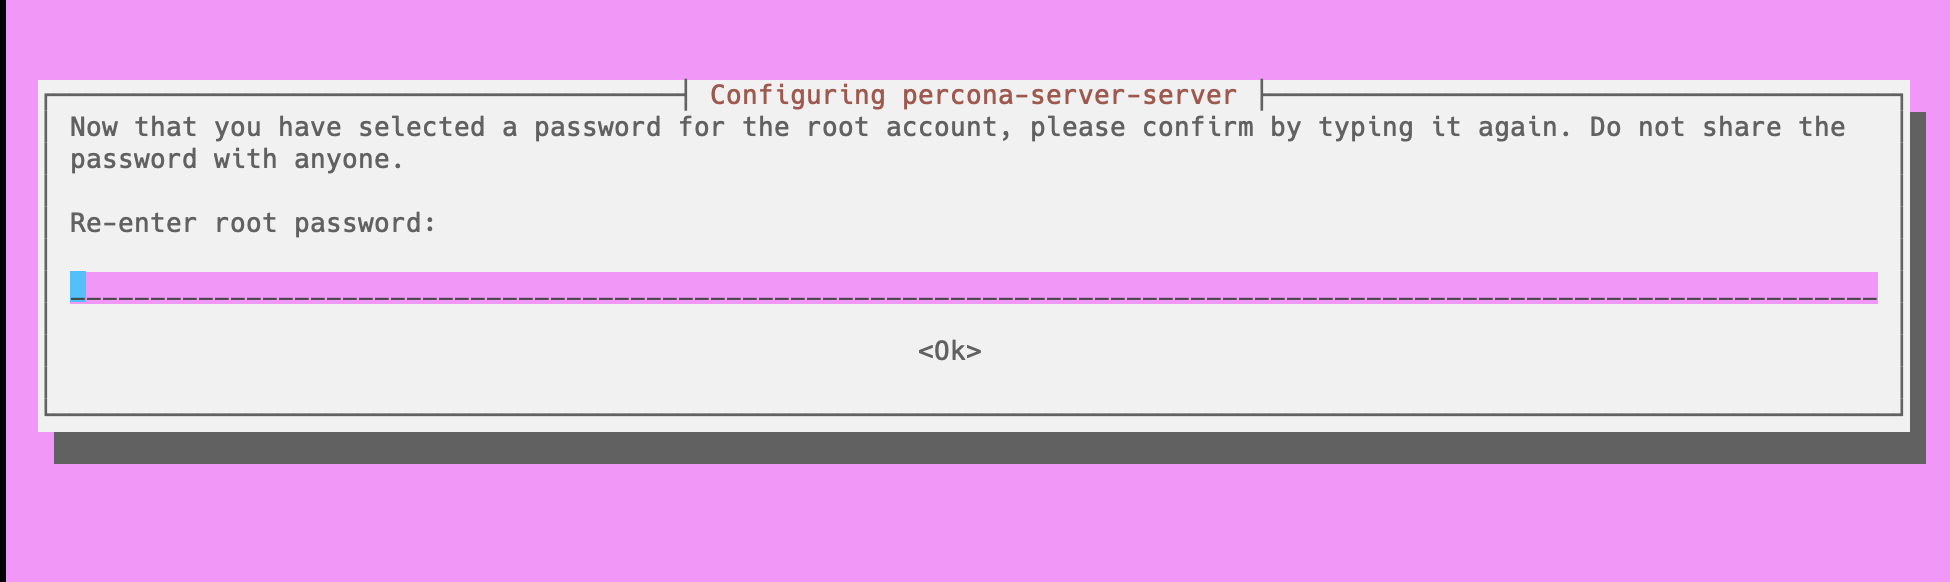 Configuring percona-server-server
Now that you have selected a password for the root account, please confirm by typing it again. Do not share the
password with anyone.
Re-enter root password:
<Ok>